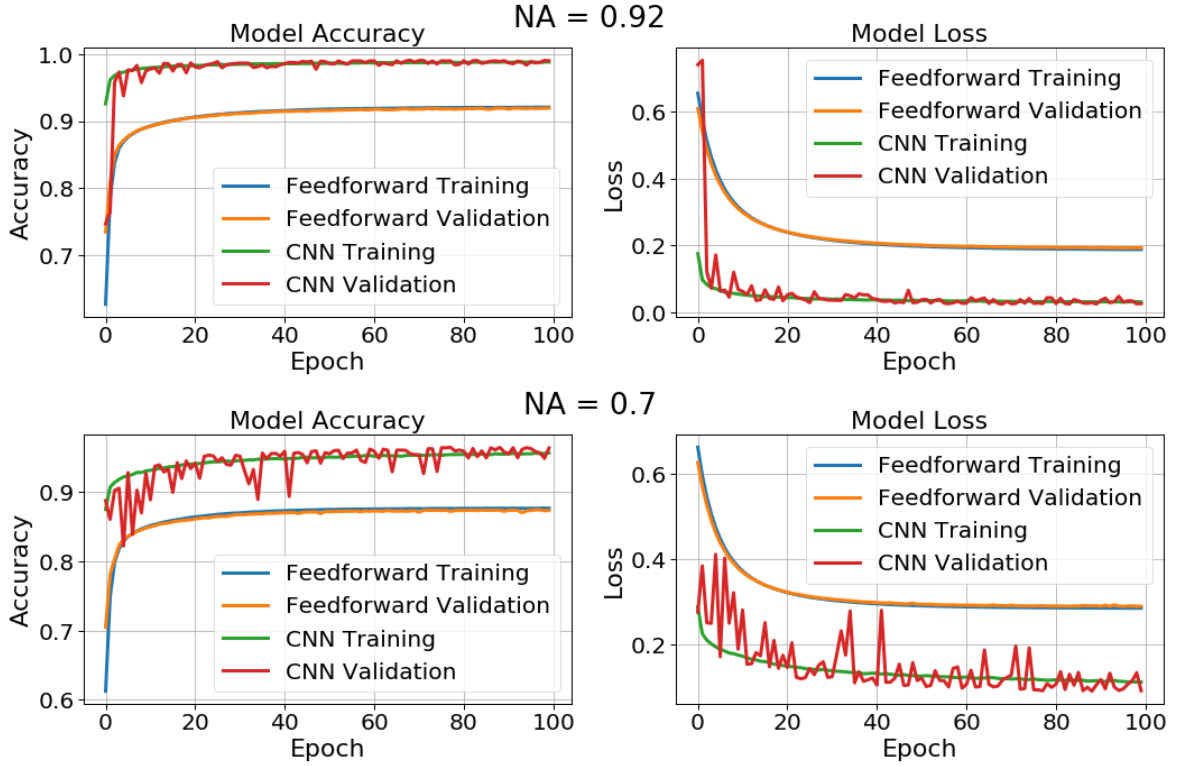 NA = 0.92
Model Accuracy
1.0
0.9
0.8
0.7
Accuracy
Feedforward Training
Feedforward Validation
CNN Training
CNN Validation
0 20 40 60 80 100
Epoch
Model Loss
0.6
0.4
0.2
0.0
Loss
Feedforward Training
Feedforward Validation
CNN Training
CNN Validation
0 20 40 60 80 100
Epoch
NA = 0.7
Model Accuracy
0.9
0.8
0.7
0.6
Accuracy
Feedforward Training
Feedforward Validation
CNN Training
CNN Validation
0 20 40 60 80 100
Epoch
Model Loss
0.6
0.4
0.2
Loss
Feedforward Training
Feedforward Validation
CNN Training
CNN Validation
0 20 40 60 80 100
Epoch